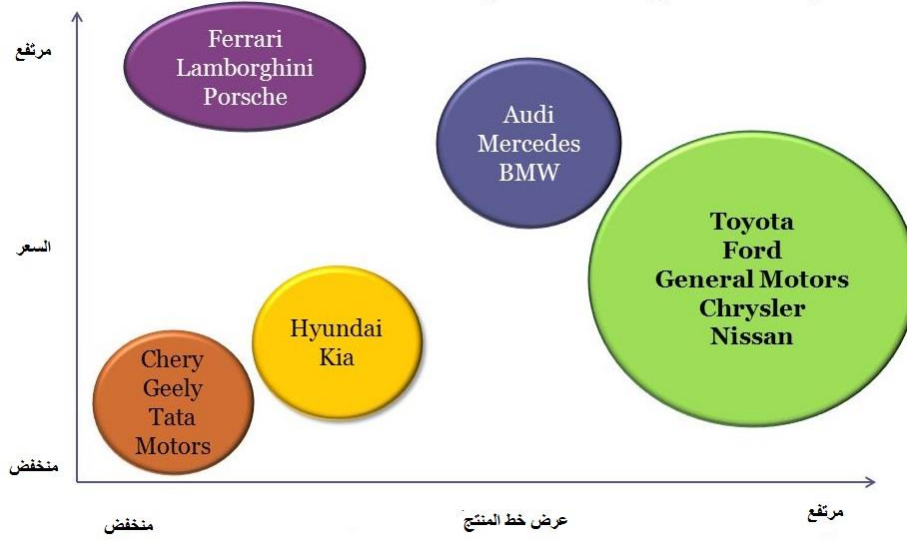 مرتفع
Ferrari
Lamborghini
Porsche
Audi
Mercedes
BMW
السعر
Toyota
Ford
General Motors
Chrysler
Nissan
Hyundai
Kia
Chery
Geely
Tata
Motors
منخفض
منخفض
عرض خط المنتج
مرتفع